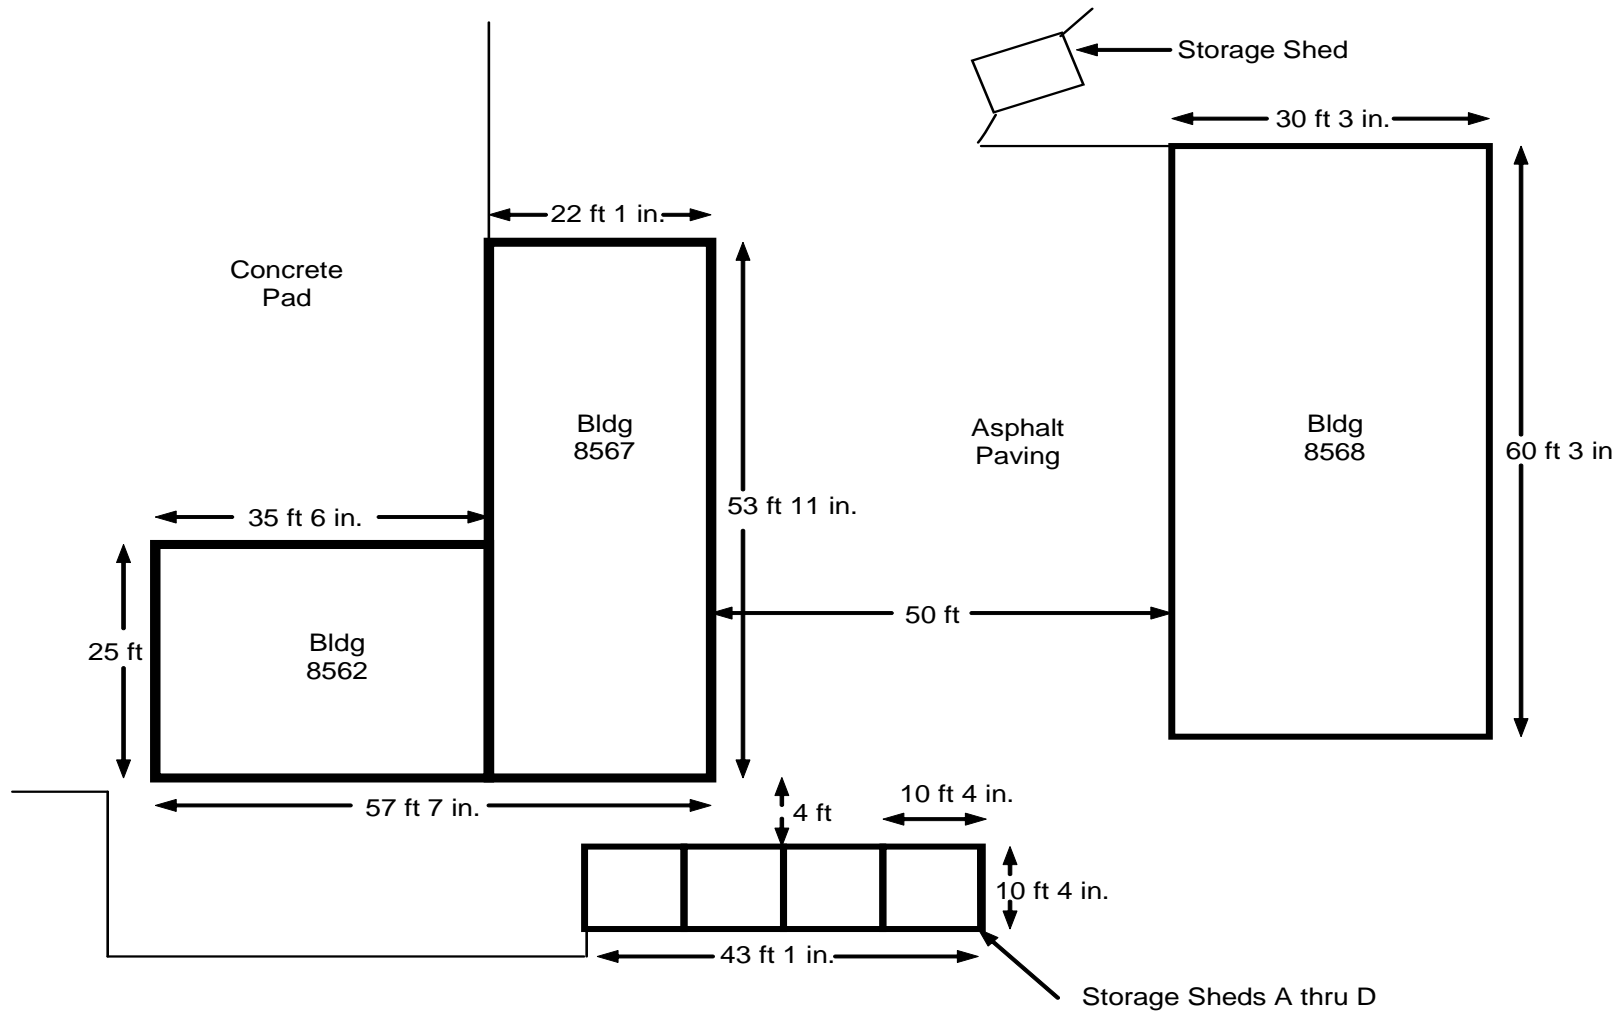 Storage Shed
30 ft 3 in.
22 ft 1 in.
Concrete
Pad
Bldg
8567
Asphalt
Paving
Bldg
8568
60 ft 3 in
53 ft 11 in.
35 ft 6 in.
50 ft
Bldg
8562
25 ft
57 ft 7 in.
4 ft
10 ft 4 in.
10 ft 4 in.
43 ft 1 in.
Storage Sheds A thru D